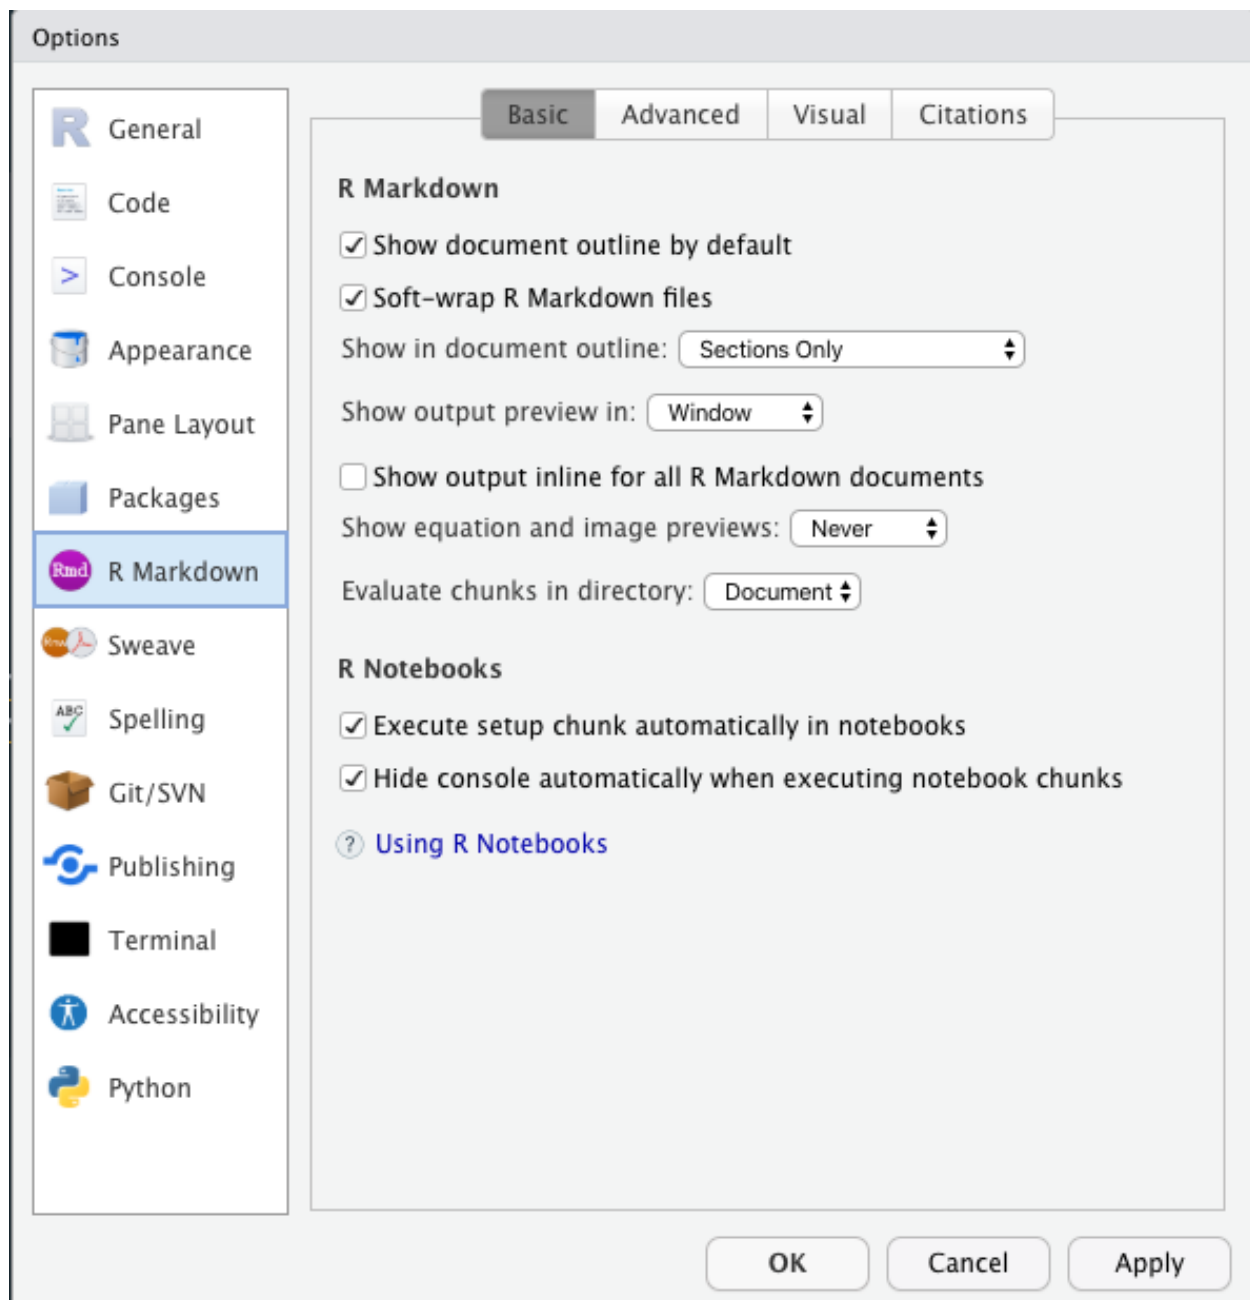 Options
General
Code
Console
Appearance
Pane Layout
Packages
Rmd R Markdown
Sweave
ABC Spelling
Git/SVN
Publishing
Terminal
Accessibility
Python
Basic Advanced Visual Citations
R Markdown
Show document outline by default
Soft-wrap R Markdown files
Show in document outline: Sections Only
Show output preview in: Window
Show output inline for all R Markdown documents
Show equation and image previews: Never
Evaluate chunks in directory: Document
R Notebooks
Execute setup chunk automatically in notebooks
Hide console automatically when executing notebook chunks
? Using R Notebooks
OK Cancel Apply